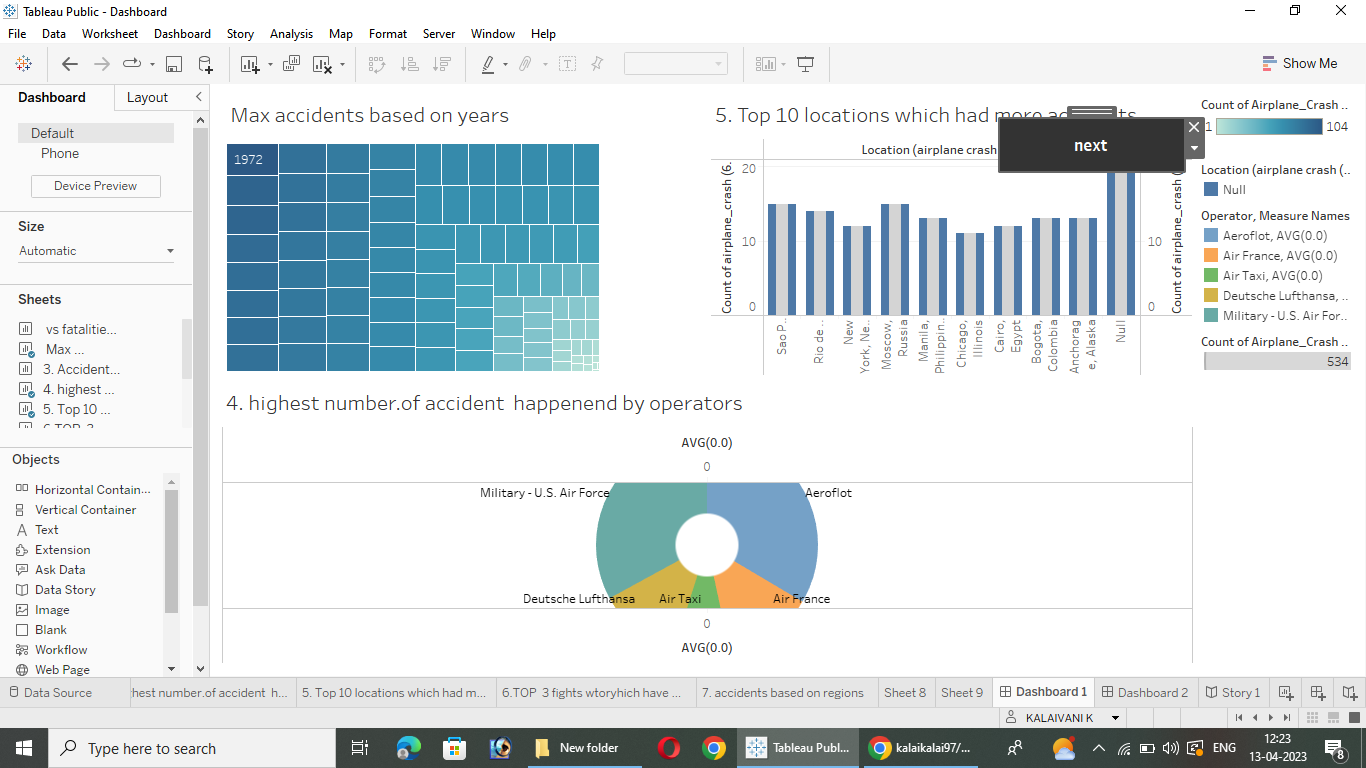 Tableau Public - Dashboard
File Data Worksheet Dashboard Story Analysis Map Format Server Window Help
Show Me
Dashboard Layout
Default
Phone
Device Preview
Size
Automatic
Sheets
vs fatalitie...
Max ...
3. Accident...
4. highest ...
5. Top 10 ...
Objects
Horizontal Contain...
Vertical Container
Text
Extension
Ask Data
Data Story
Image
Blank
Workflow
Web Page
Max accidents based on years
1972
5. Top 10 locations which had more
Location (airplane crash
next
Count of airplane_crash (6.
20
10
0
10
0
Count of airplane_crash (
Sao P..
Rio de ..
New York, Ne..
Moscow, Russia
Manila, Philippin..
Chicago, Illinois
Cairo, Egypt
Bogota, Colombia
Anchorag e, Alaska
Null
Count of Airplane_Crash ..
1 104
Location (airplane crash (..
Null
Operator, Measure Names
Aeroflot, AVG(0.0)
Air France, AVG(0.0)
Air Taxi, AVG(0.0)
Deutsche Lufthansa, ..
Military - U.S. Air For..
Count of Airplane_Crash ..
534
4. highest number.of accident happenend by operators
AVG(0.0)
0
Military - U.S. Air Force
Aeroflot
Deutsche Lufthansa
Air Taxi
Air France
0
AVG(0.0)
Data Source hest number.of accident h... 5. Top 10 locations which had m... 6.TOP 3 fights wtoryhich have ... 7. accidents based on regions Sheet 8 Sheet 9 Dashboard 1 Dashboard 2 Story 1
KALAIVANI K
Type here to search
New folder
Tableau Publ...
kalaikalai97/...
ENG
12:23
13-04-2023
8